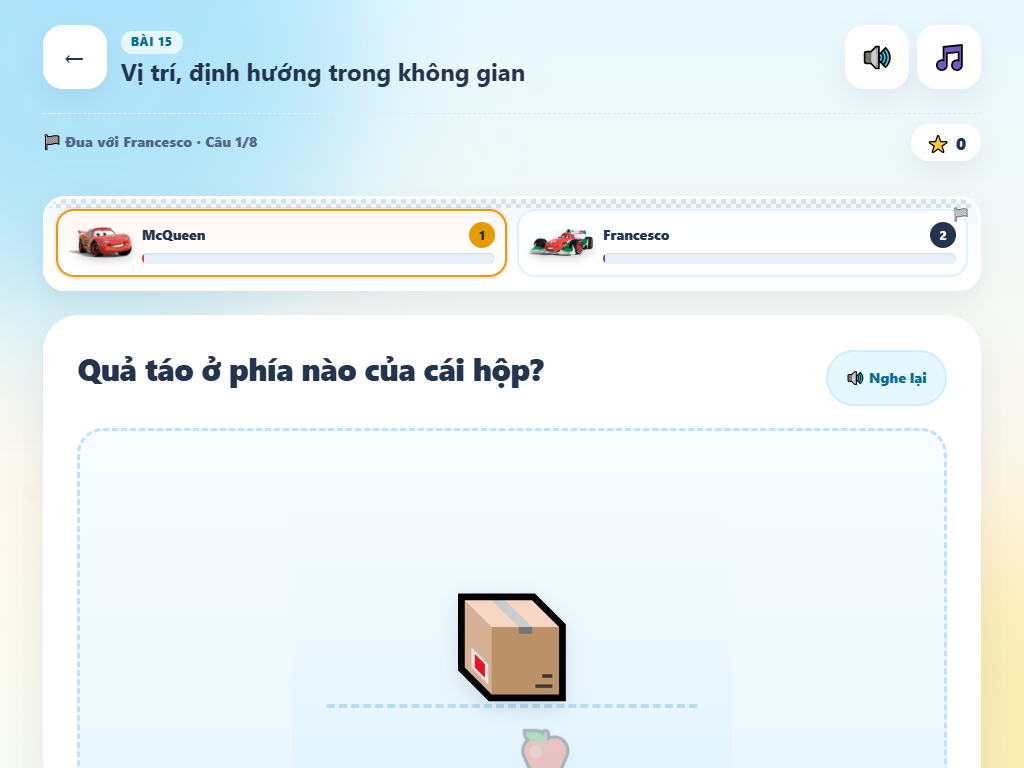 BÀI 15
Vị trí, định hướng trong không gian
Đua với Francesco · Câu 1/8
0
McQueen
1
Francesco
2
Quả táo ở phía nào của cái hộp?
Nghe lại